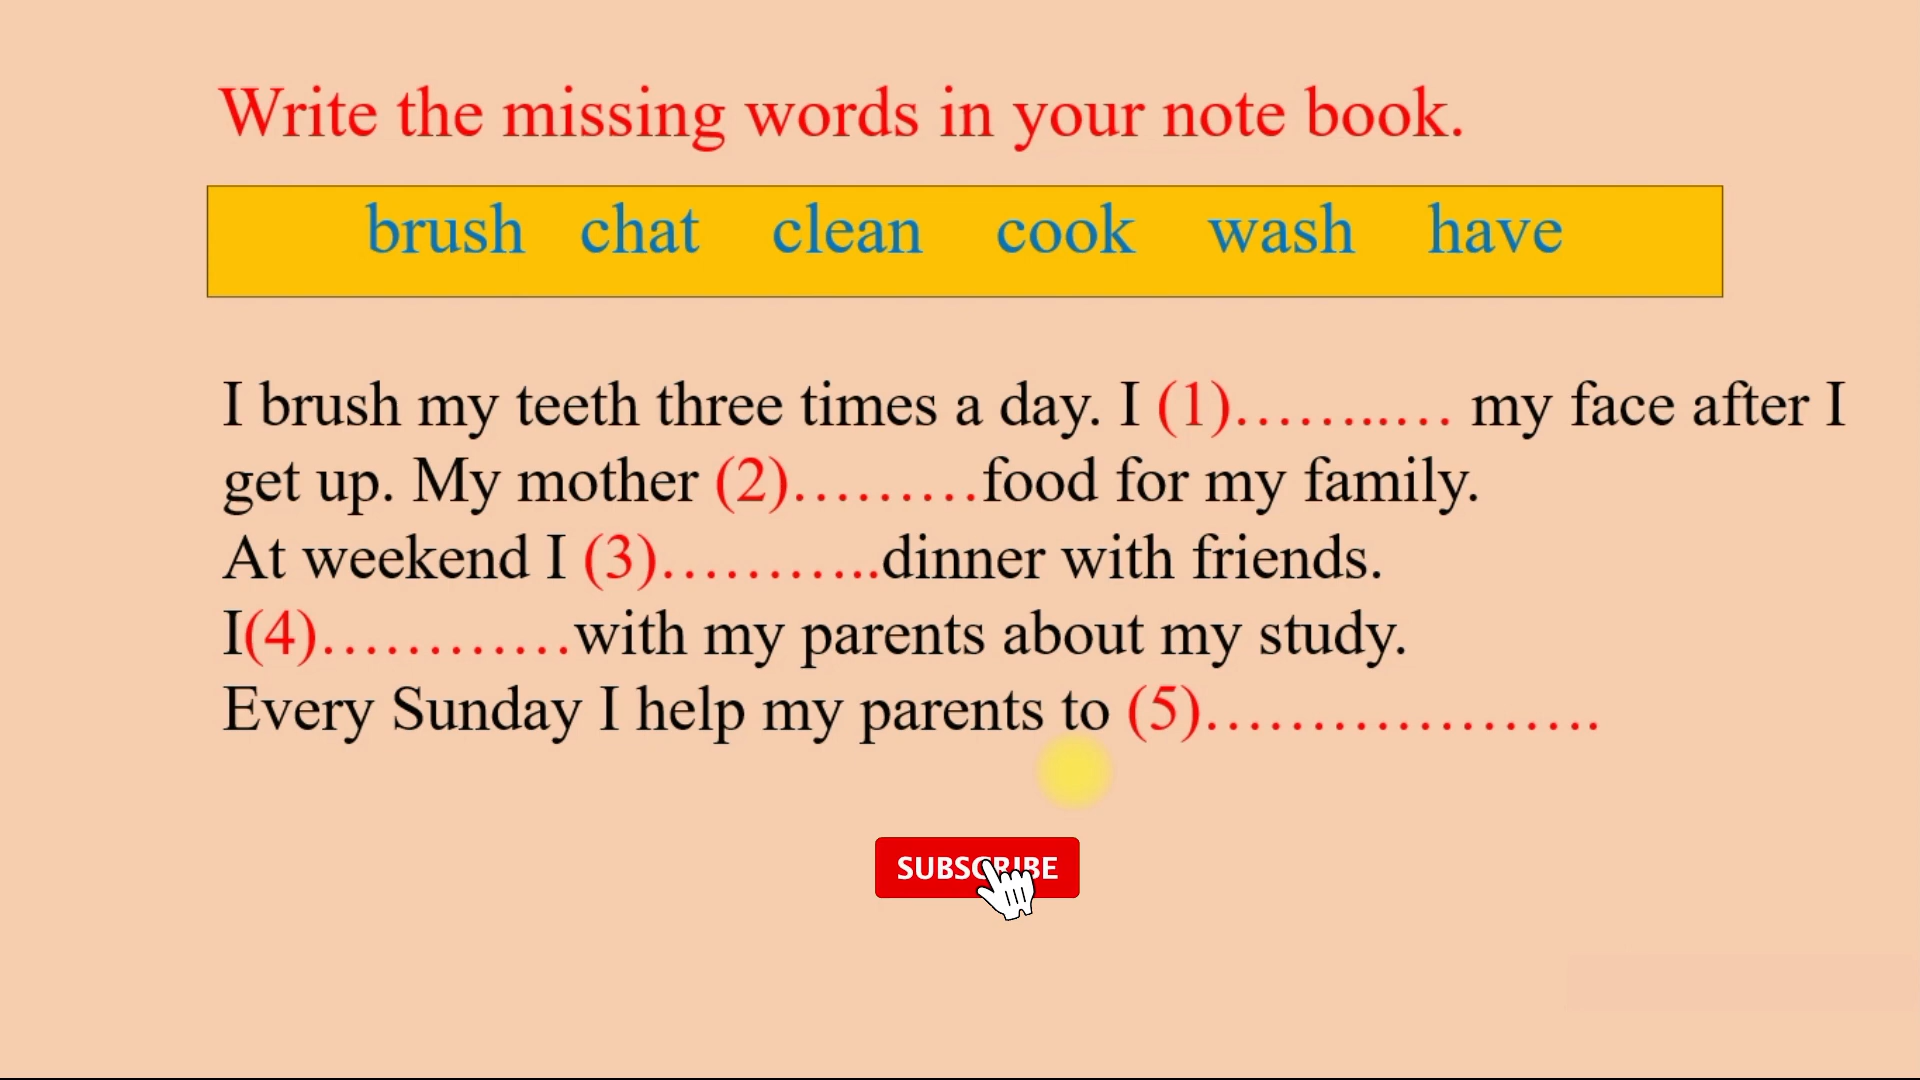 Write the missing words in your note book.
brush chat clean cook wash have
I brush my teeth three times a day. I (1)……..… my face after I
get up. My mother (2)………food for my family.
At weekend I (3)………..dinner with friends.
I(4)…………with my parents about my study.
Every Sunday I help my parents to (5)……………….
SUBSCRIBE